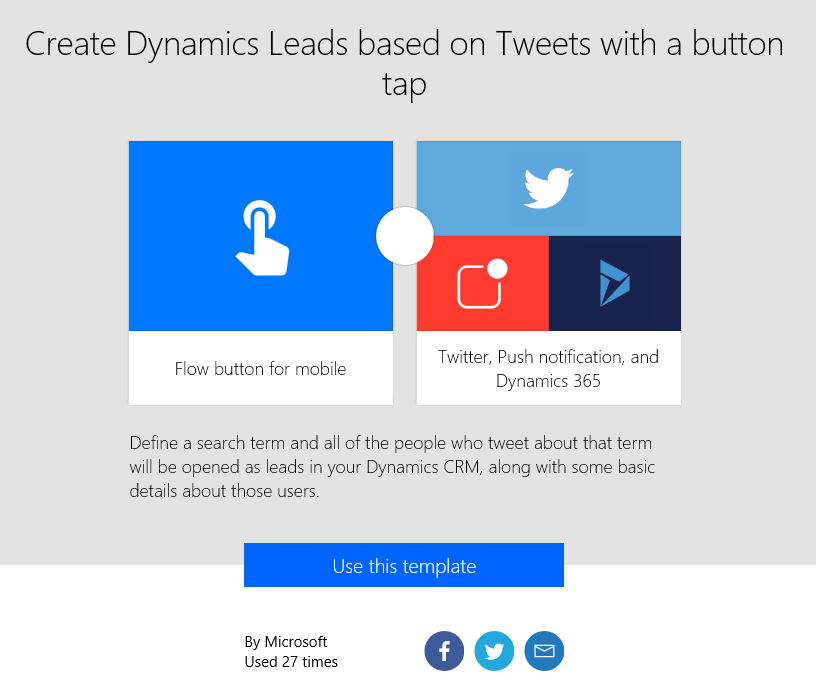 Create Dynamics Leads based on Tweets with a button
tap
Flow button for mobile
Twitter, Push notification, and
Dynamics 365
Define a search term and all of the people who tweet about that term
will be opened as leads in your Dynamics CRM, along with some basic
details about those users.
Use this template
By Microsoft
Used 27 times